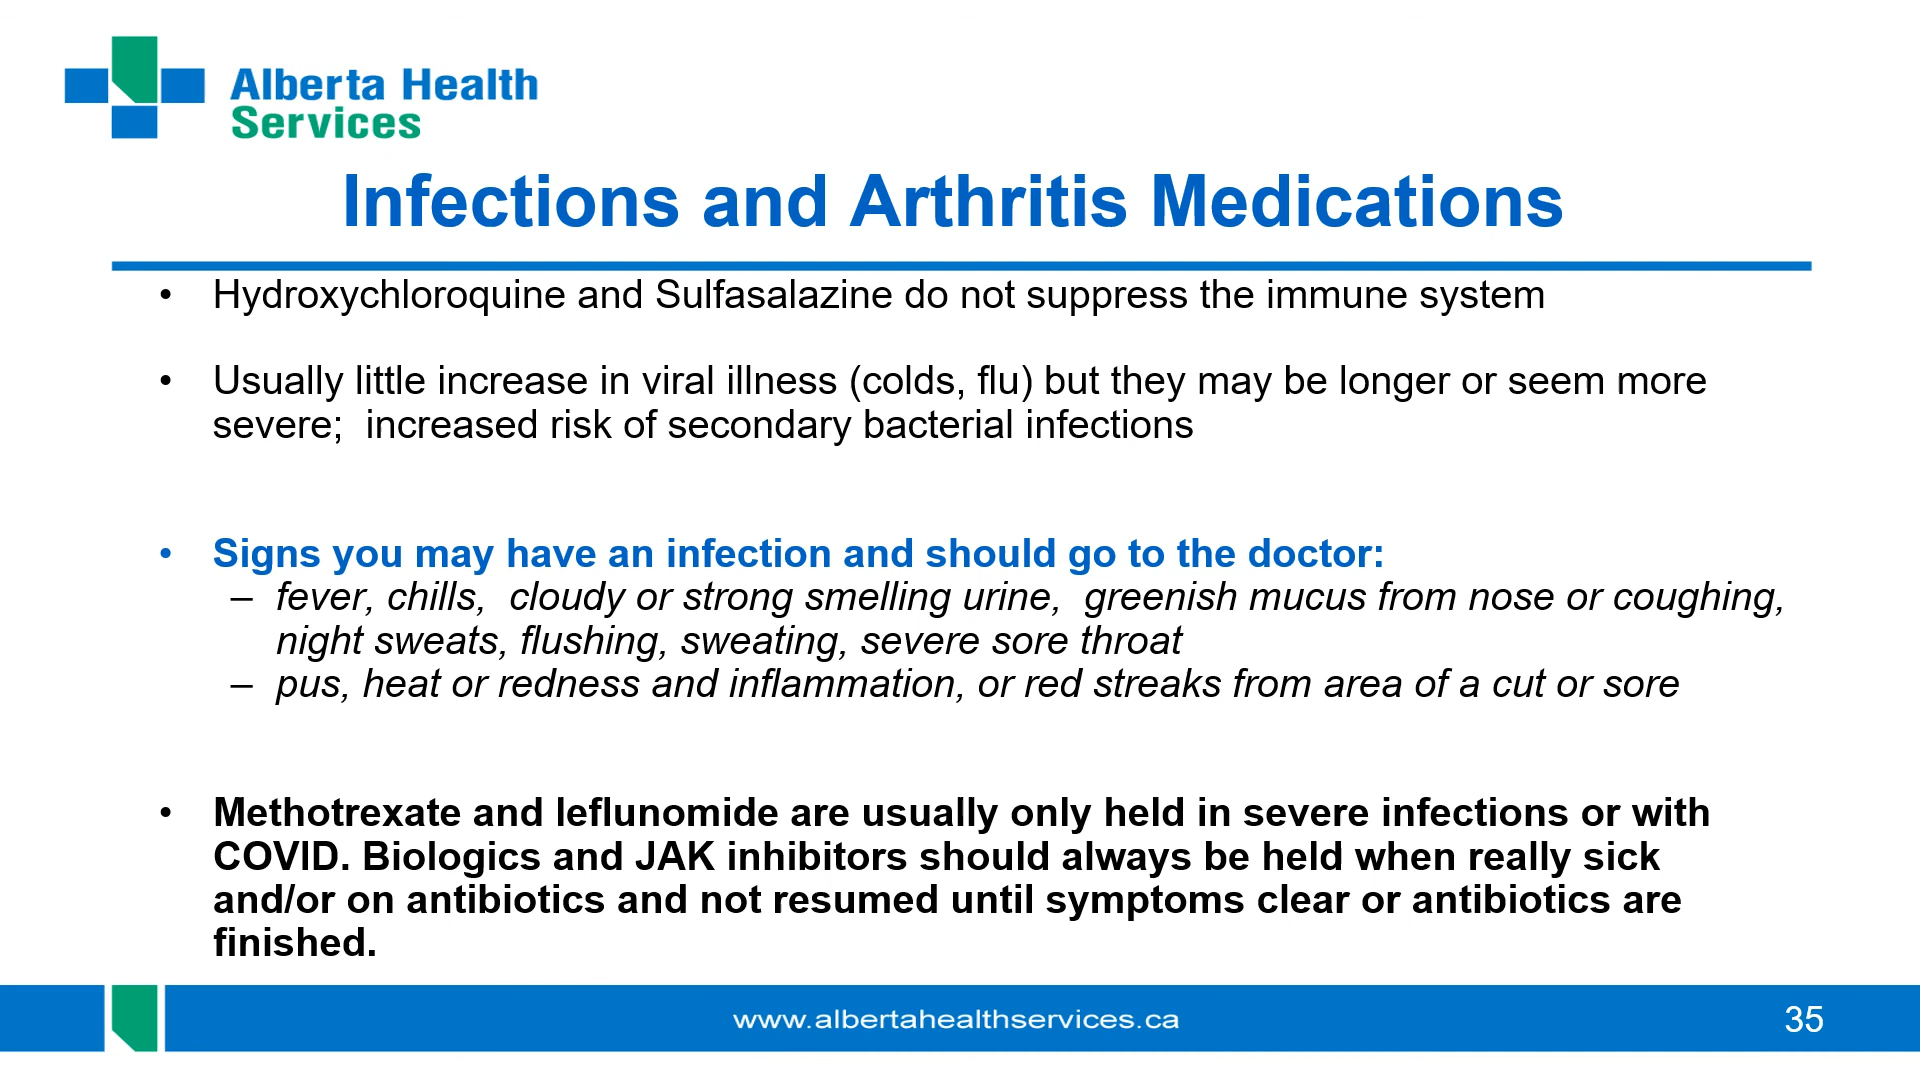 Alberta Health
Services
Infections and Arthritis Medications
• Hydroxychloroquine and Sulfasalazine do not suppress the immune system
• Usually little increase in viral illness (colds, flu) but they may be longer or seem more
severe;  increased risk of secondary bacterial infections
• Signs you may have an infection and should go to the doctor:
– fever, chills,  cloudy or strong smelling urine,  greenish mucus from nose or coughing,
night sweats, flushing, sweating, severe sore throat
– pus, heat or redness and inflammation, or red streaks from area of a cut or sore
• Methotrexate and leflunomide are usually only held in severe infections or with
COVID. Biologics and JAK inhibitors should always be held when really sick
and/or on antibiotics and not resumed until symptoms clear or antibiotics are
finished.
www.albertahealthservices.ca
35